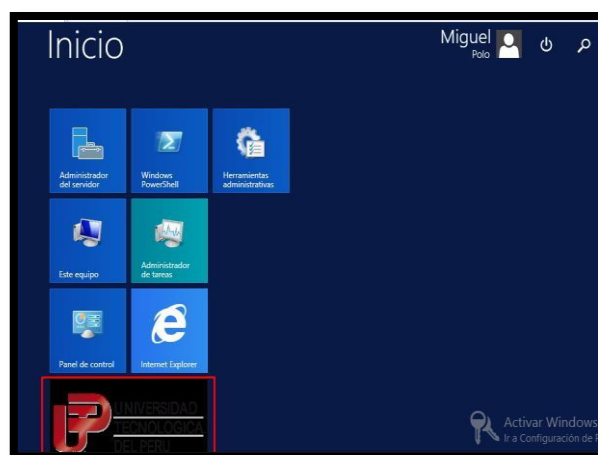 Inicio
Miguel
Polo
Administrador
del servidor
Windows
PowerShell
Herramientas
administrativas
Este equipo
Administrador
de tareas
Panel de control
Internet Explorer
UNIVERSIDAD
TECNOLÓGICA
DEL PERÚ
Activar Windows
Ir a Configuración de